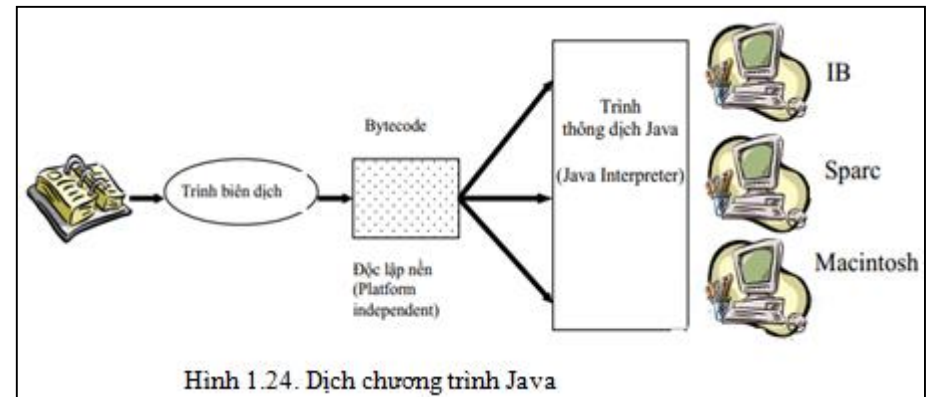 Trình biên dịch
Bytecode
Độc lập nền
(Platform
independent)
Trình
thông dịch Java
(Java Interpreter)
IB
Sparc
Macintosh
Hình 1.24. Dịch chương trình Java